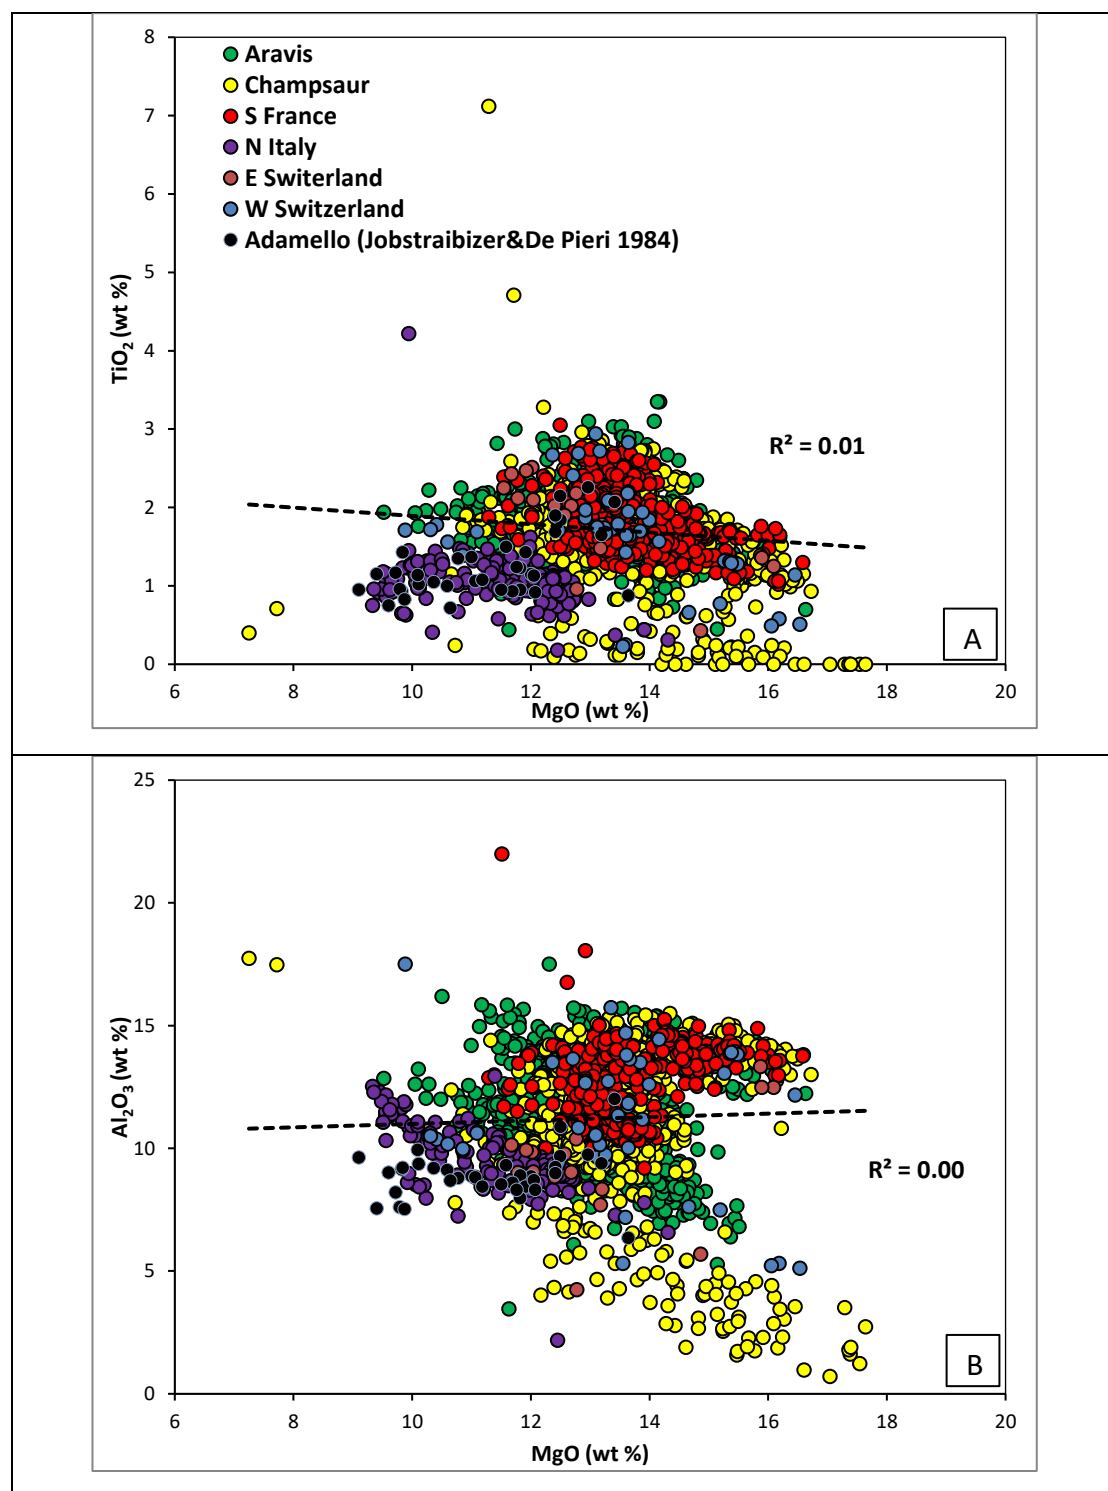 8
7
6
5
4
3
2
1
0
TiO₂ (wt %)
Aravis
Champsaur
S France
N Italy
E Switerland
W Switzerland
Adamello (Jobstraibizer&De Pieri 1984)
R² = 0.01
A
6 8 10 12 14 16 18 20
MgO (wt %)
25
20
15
10
5
0
Al₂O₃ (wt %)
R² = 0.00
B
6 8 10 12 14 16 18 20
MgO (wt %)